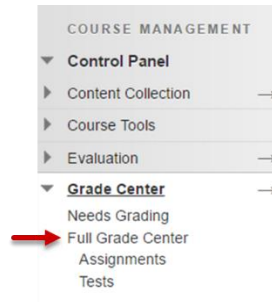 COURSE MANAGEMENT
Control Panel
Content Collection
Course Tools
Evaluation
Grade Center
Needs Grading
Full Grade Center
Assignments
Tests